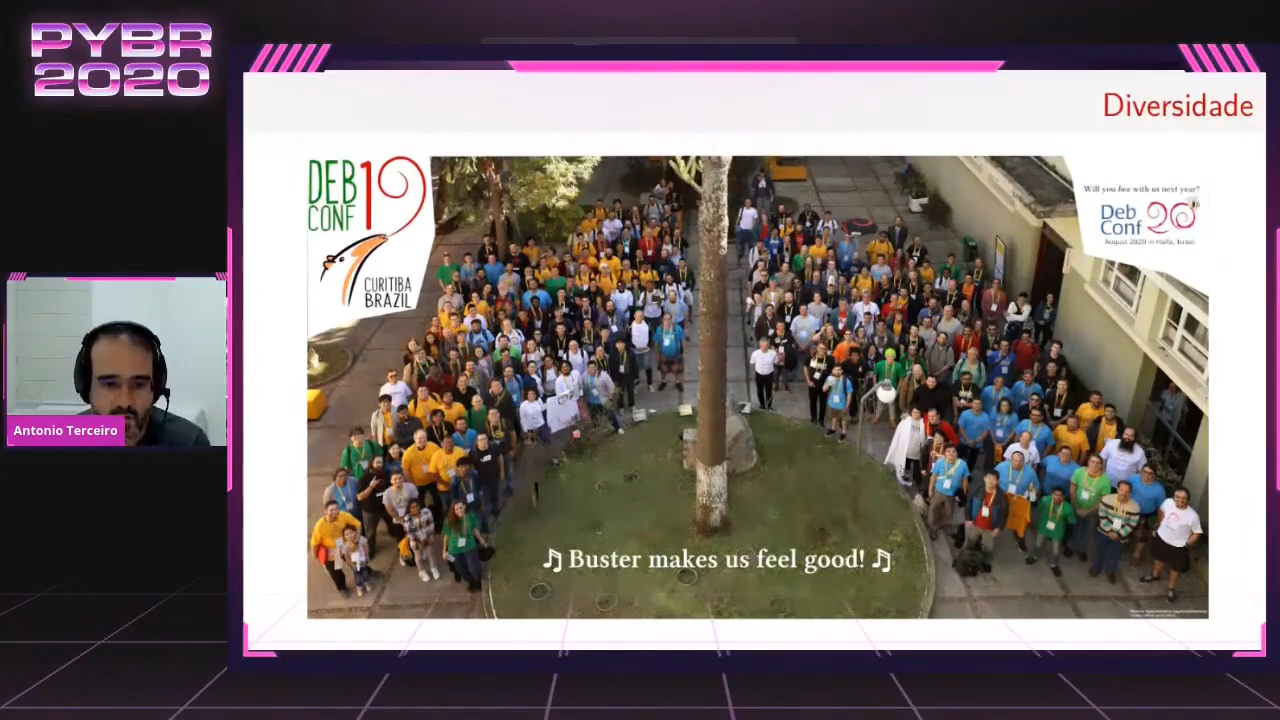 PYBR
2020
Diversidade
DEB
CONF 19
CURITIBA
BRAZIL
Will you bee with us next year?
Deb
Conf 20
August 2020 in Haifa, Israel
Antonio Terceiro
♫ Buster makes us feel good! ♫